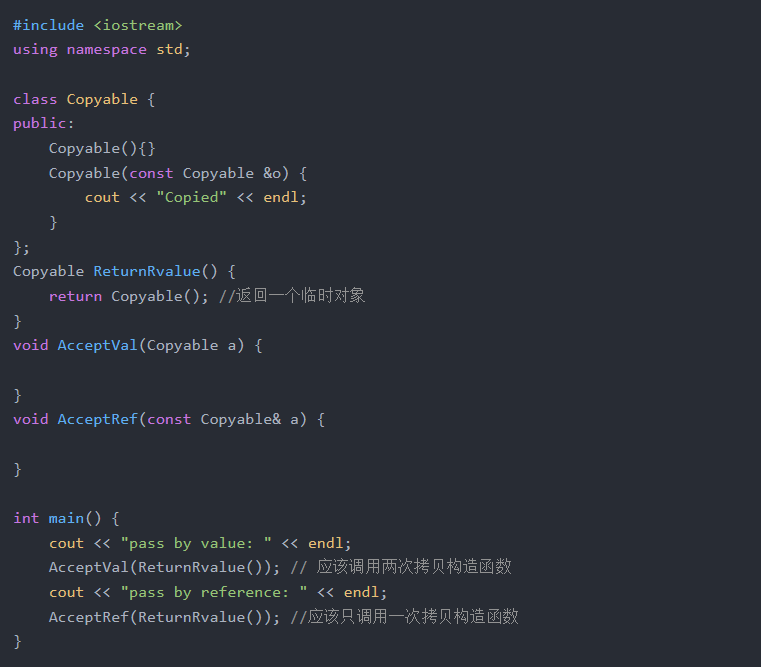 #include <iostream>
using namespace std;

class Copyable {
public:
    Copyable(){}
    Copyable(const Copyable &o) {
        cout << "Copied" << endl;
    }
};
Copyable ReturnRvalue() {
    return Copyable(); //返回一个临时对象
}
void AcceptVal(Copyable a) {

}
void AcceptRef(const Copyable& a) {

}

int main() {
    cout << "pass by value: " << endl;
    AcceptVal(ReturnRvalue()); // 应该调用两次拷贝构造函数
    cout << "pass by reference: " << endl;
    AcceptRef(ReturnRvalue()); //应该只调用一次拷贝构造函数
}